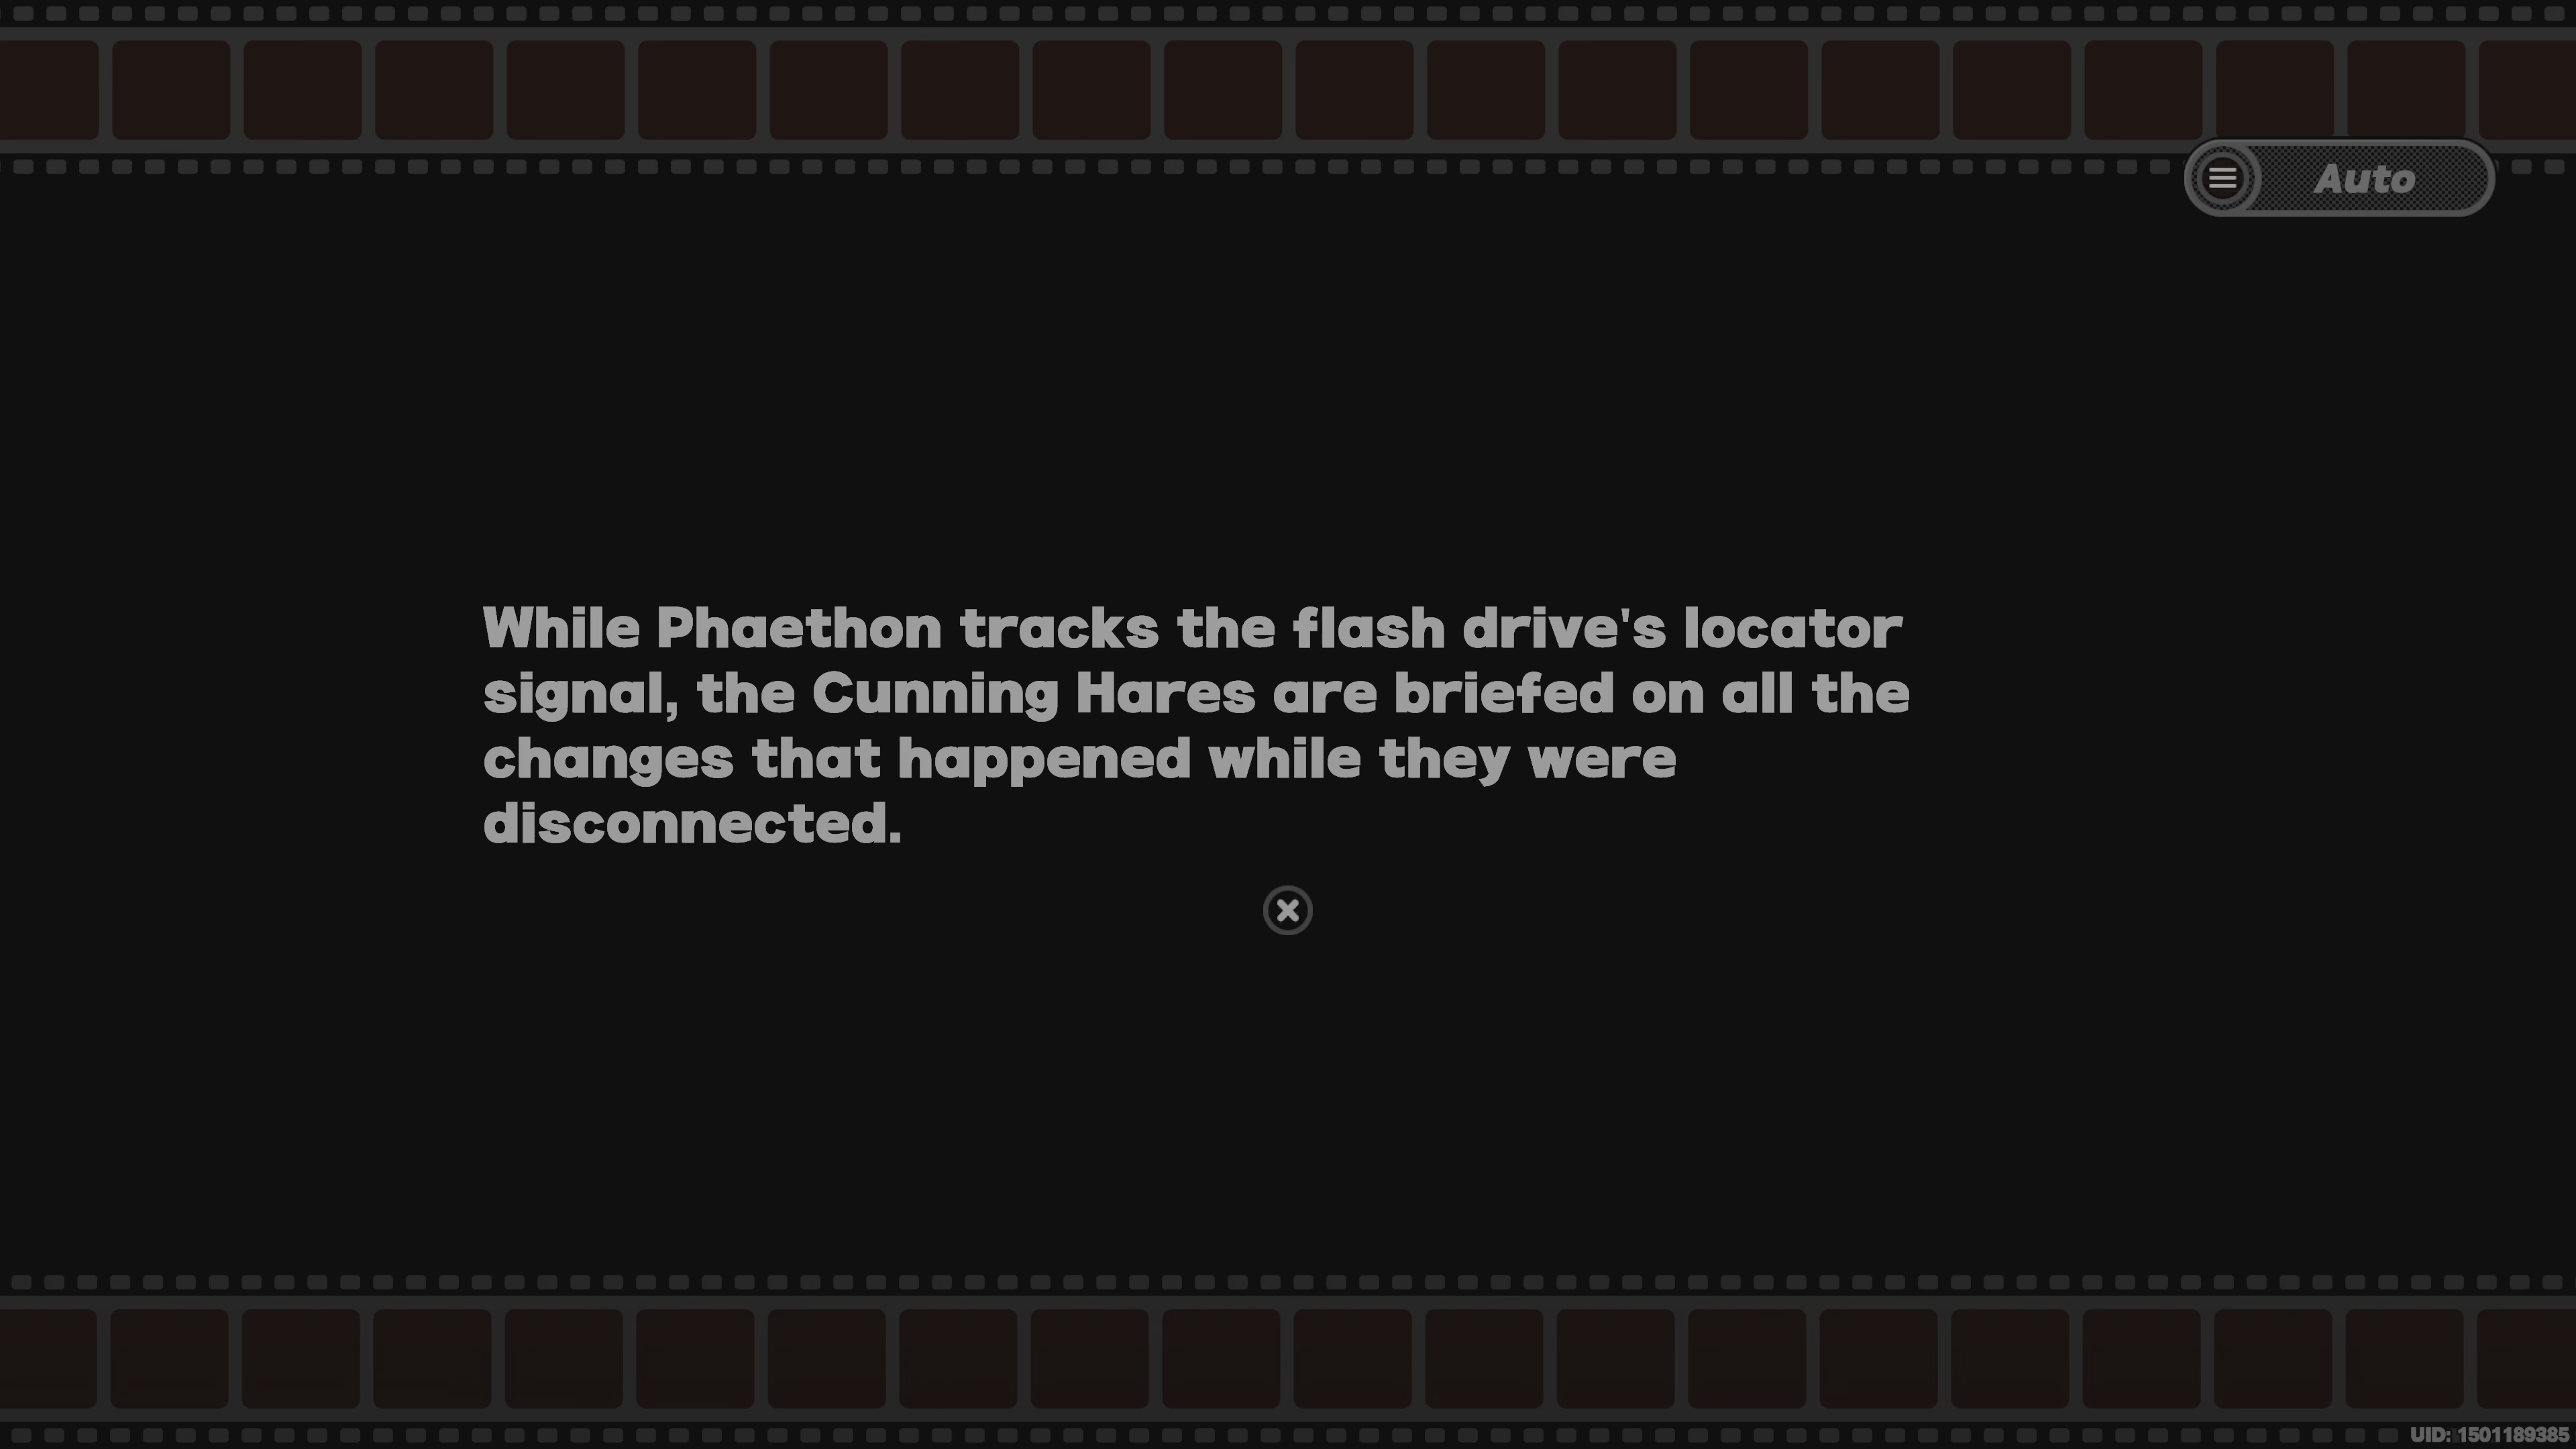 Auto
While Phaethon tracks the flash drive's locator
signal, the Cunning Hares are briefed on all the
changes that happened while they were
disconnected.
UID: 1501189385